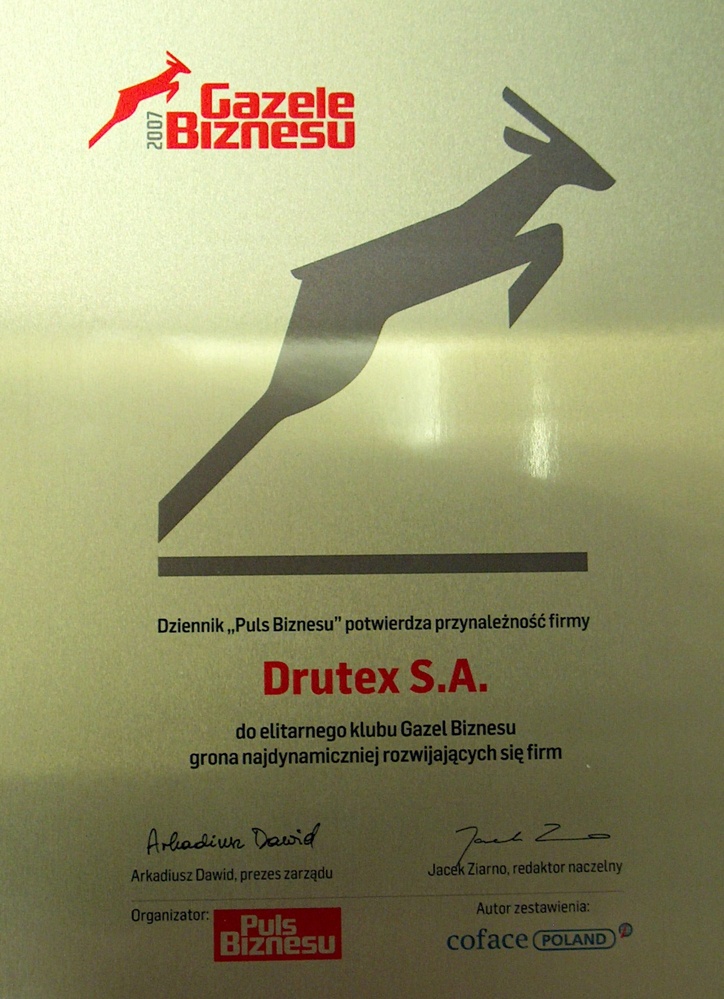 Gazele
2007 Biznesu
Dziennik „Puls Biznesu” potwierdza przynależność firmy
Drutex S.A.
do elitarnego klubu Gazel Biznesu
grona najdynamiczniej rozwijających się firm
Arkadiusz Dawid
Arkadiusz Dawid, prezes zarządu
Jacek Ziarno, redaktor naczelny
Organizator:
Puls
Biznesu
Autor zestawienia:
coface POLAND